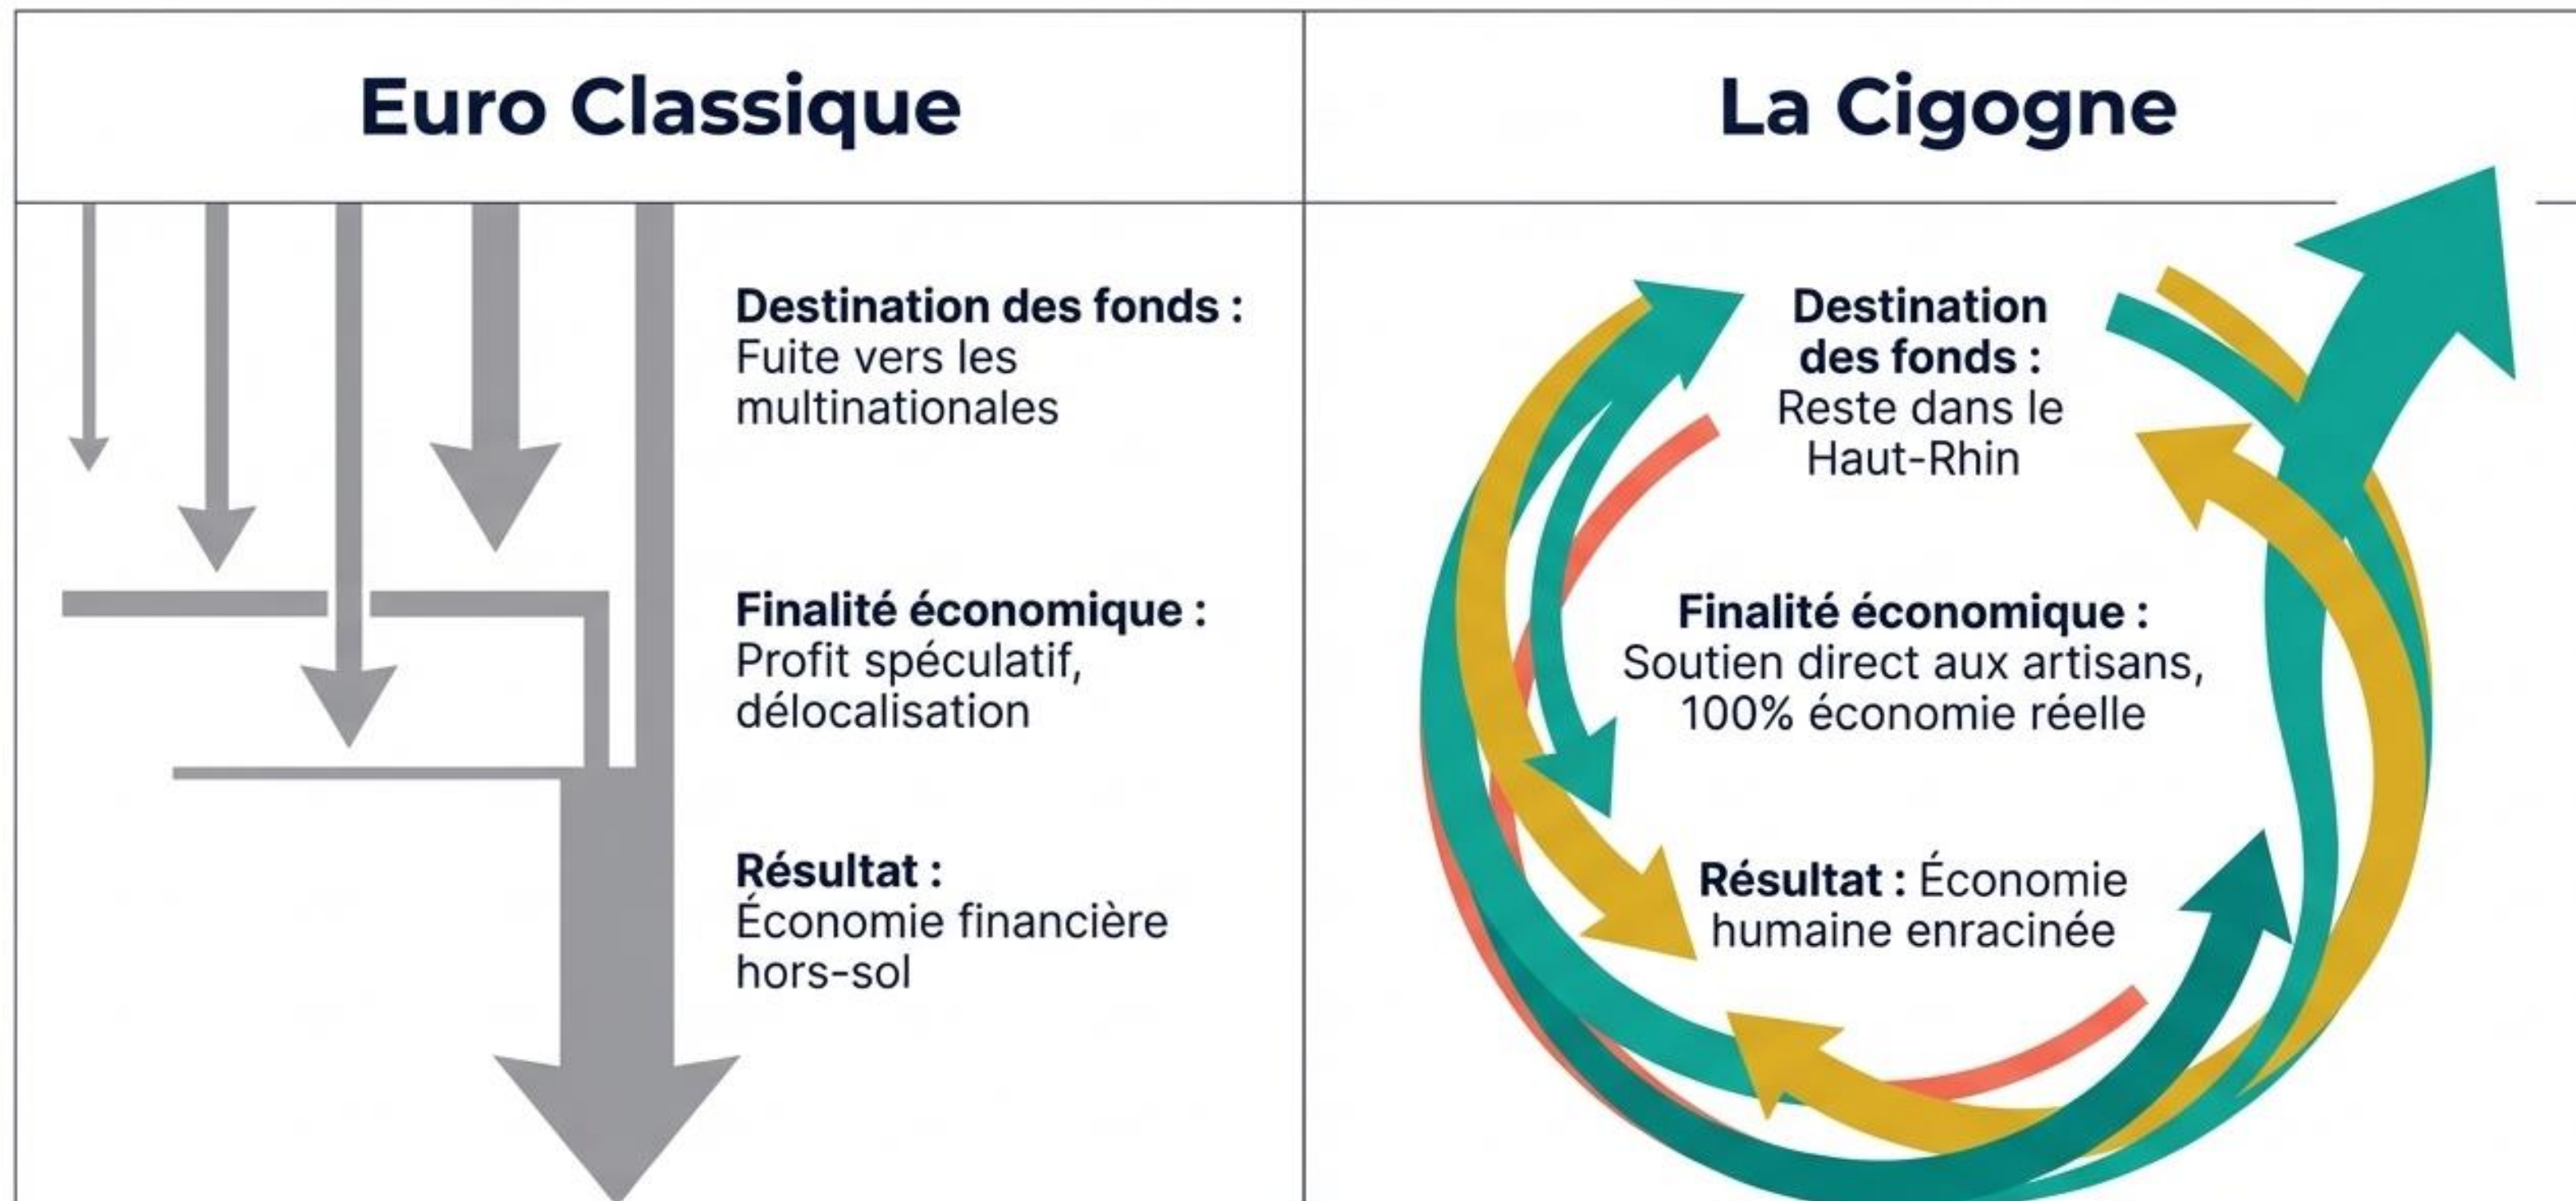 Euro Classique
La Cigogne
Destination des fonds :
Fuite vers les
multinationales
Finalité économique :
Profit spéculatif,
délocalisation
Résultat :
Économie financière
hors-sol
Destination
des fonds :
Reste dans le
Haut-Rhin
Finalité économique :
Soutien direct aux artisans,
100% économie réelle
Résultat : Économie
humaine enracinée